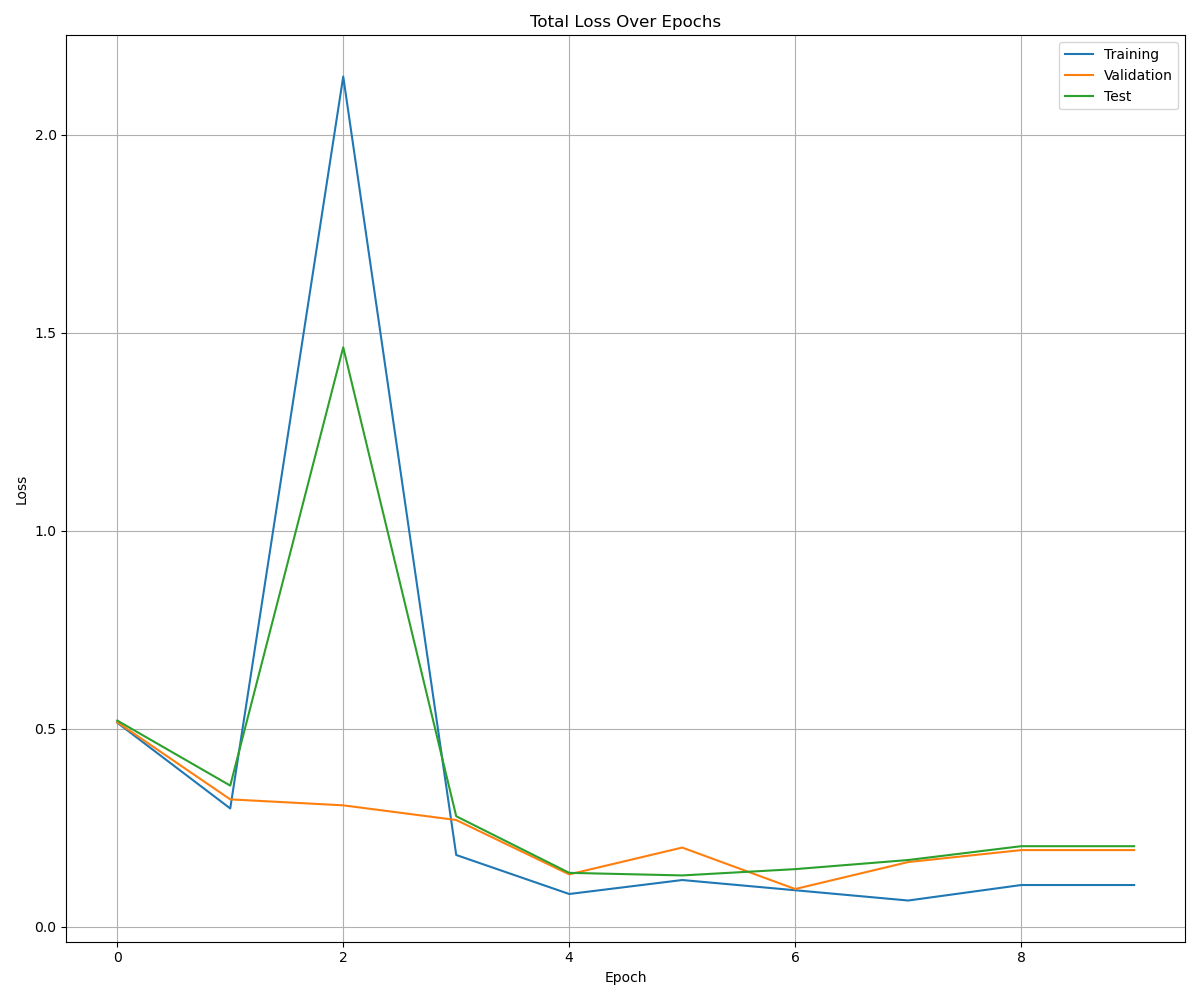 Total Loss Over Epochs
Training
Validation
Test
2.0
1.5
1.0
0.5
0.0
Loss
0 2 4 6 8
Epoch